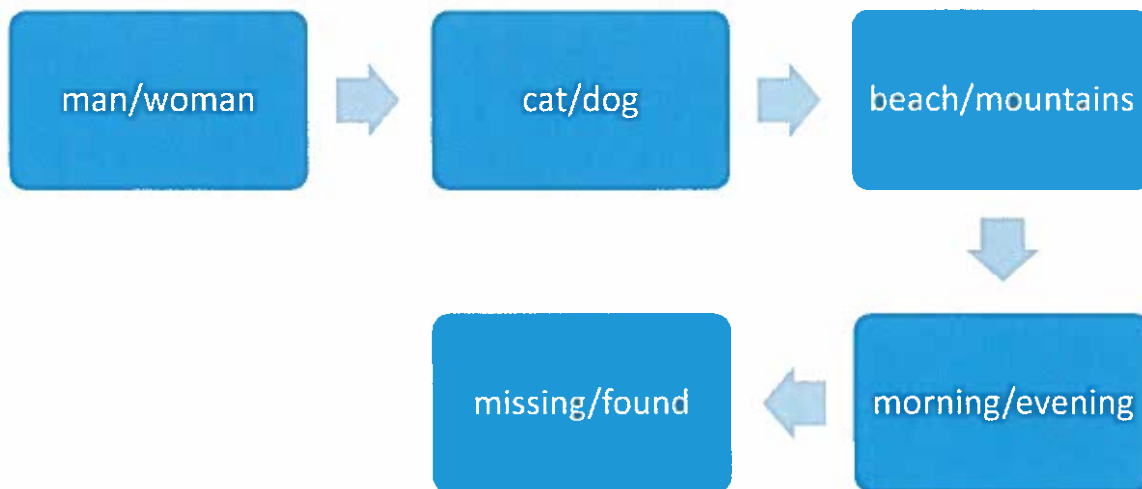 man/woman
cat/dog
beach/mountains
morning/evening
missing/found